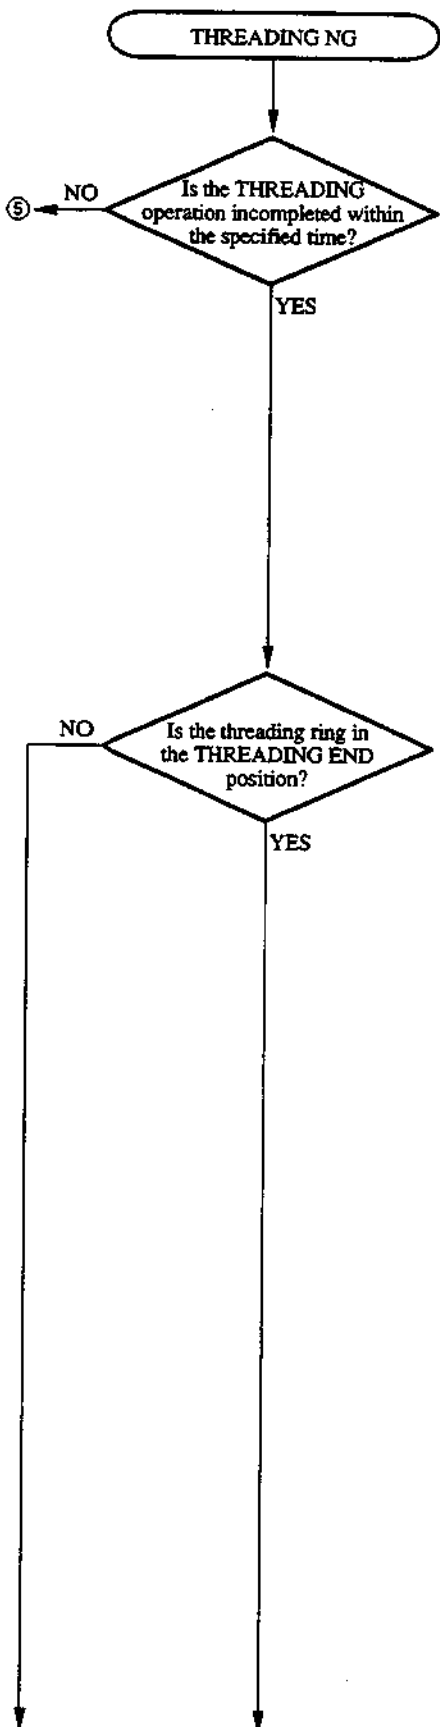 THREADING NG
Is the THREADING
operation incompleted within
the specified time?
NO
⑤
YES
Is the threading ring in
the THREADING END
position?
NO
YES